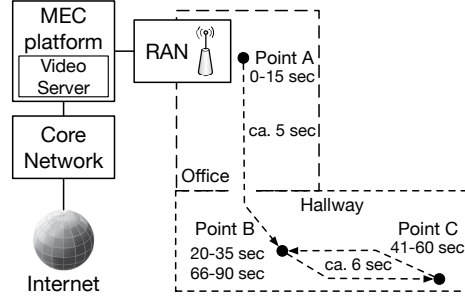 MEC
platform
Video
Server
RAN
Point A
0-15 sec
Core
Network
ca. 5 sec
Office
Hallway
Point B
20-35 sec
66-90 sec
Point C
41-60 sec
ca. 6 sec
Internet